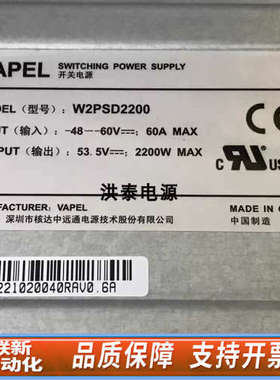 VAPEL SWITCHING POWER SUPPLY
开关电源
DEL(型号): W2PSD2200
UT(输入): -48--60V⎓; 60A MAX
PUT(输出): 53.5V⎓; 2200W MAX
洪泰电源
C US
VAPEL
深圳市核达中远通电源技术股份有限公司
中国制造
221020040RAV0.6A
联新
动化
品质保障 支持开票